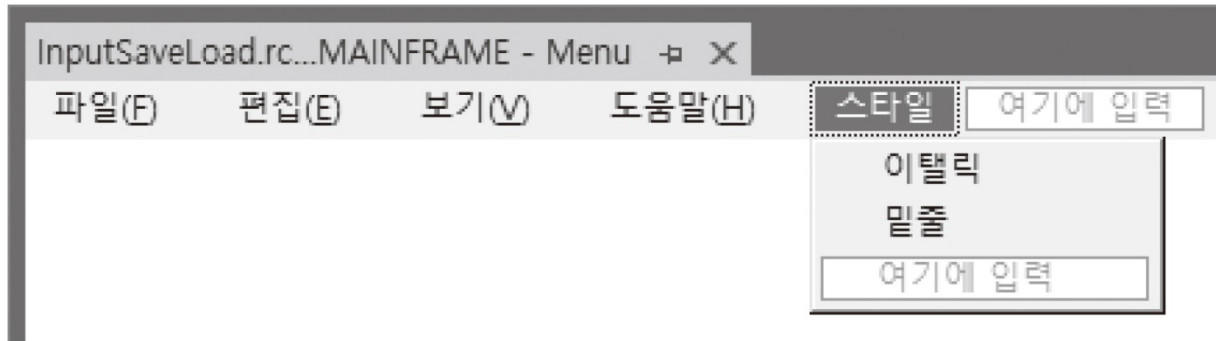 InputSaveLoad.rc...MAINFRAME - Menu
파일(F) 편집(E) 보기(V) 도움말(H) 스타일 여기에 입력
이탤릭
밑줄
여기에 입력